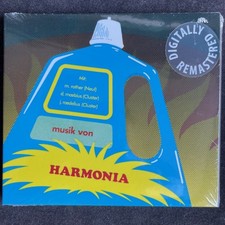 DIGITALLY
REMASTERED
mit:
m. rother (Neu!)
d. moebius (Cluster)
j. roedelius (Cluster)
musik von
HARMONIA